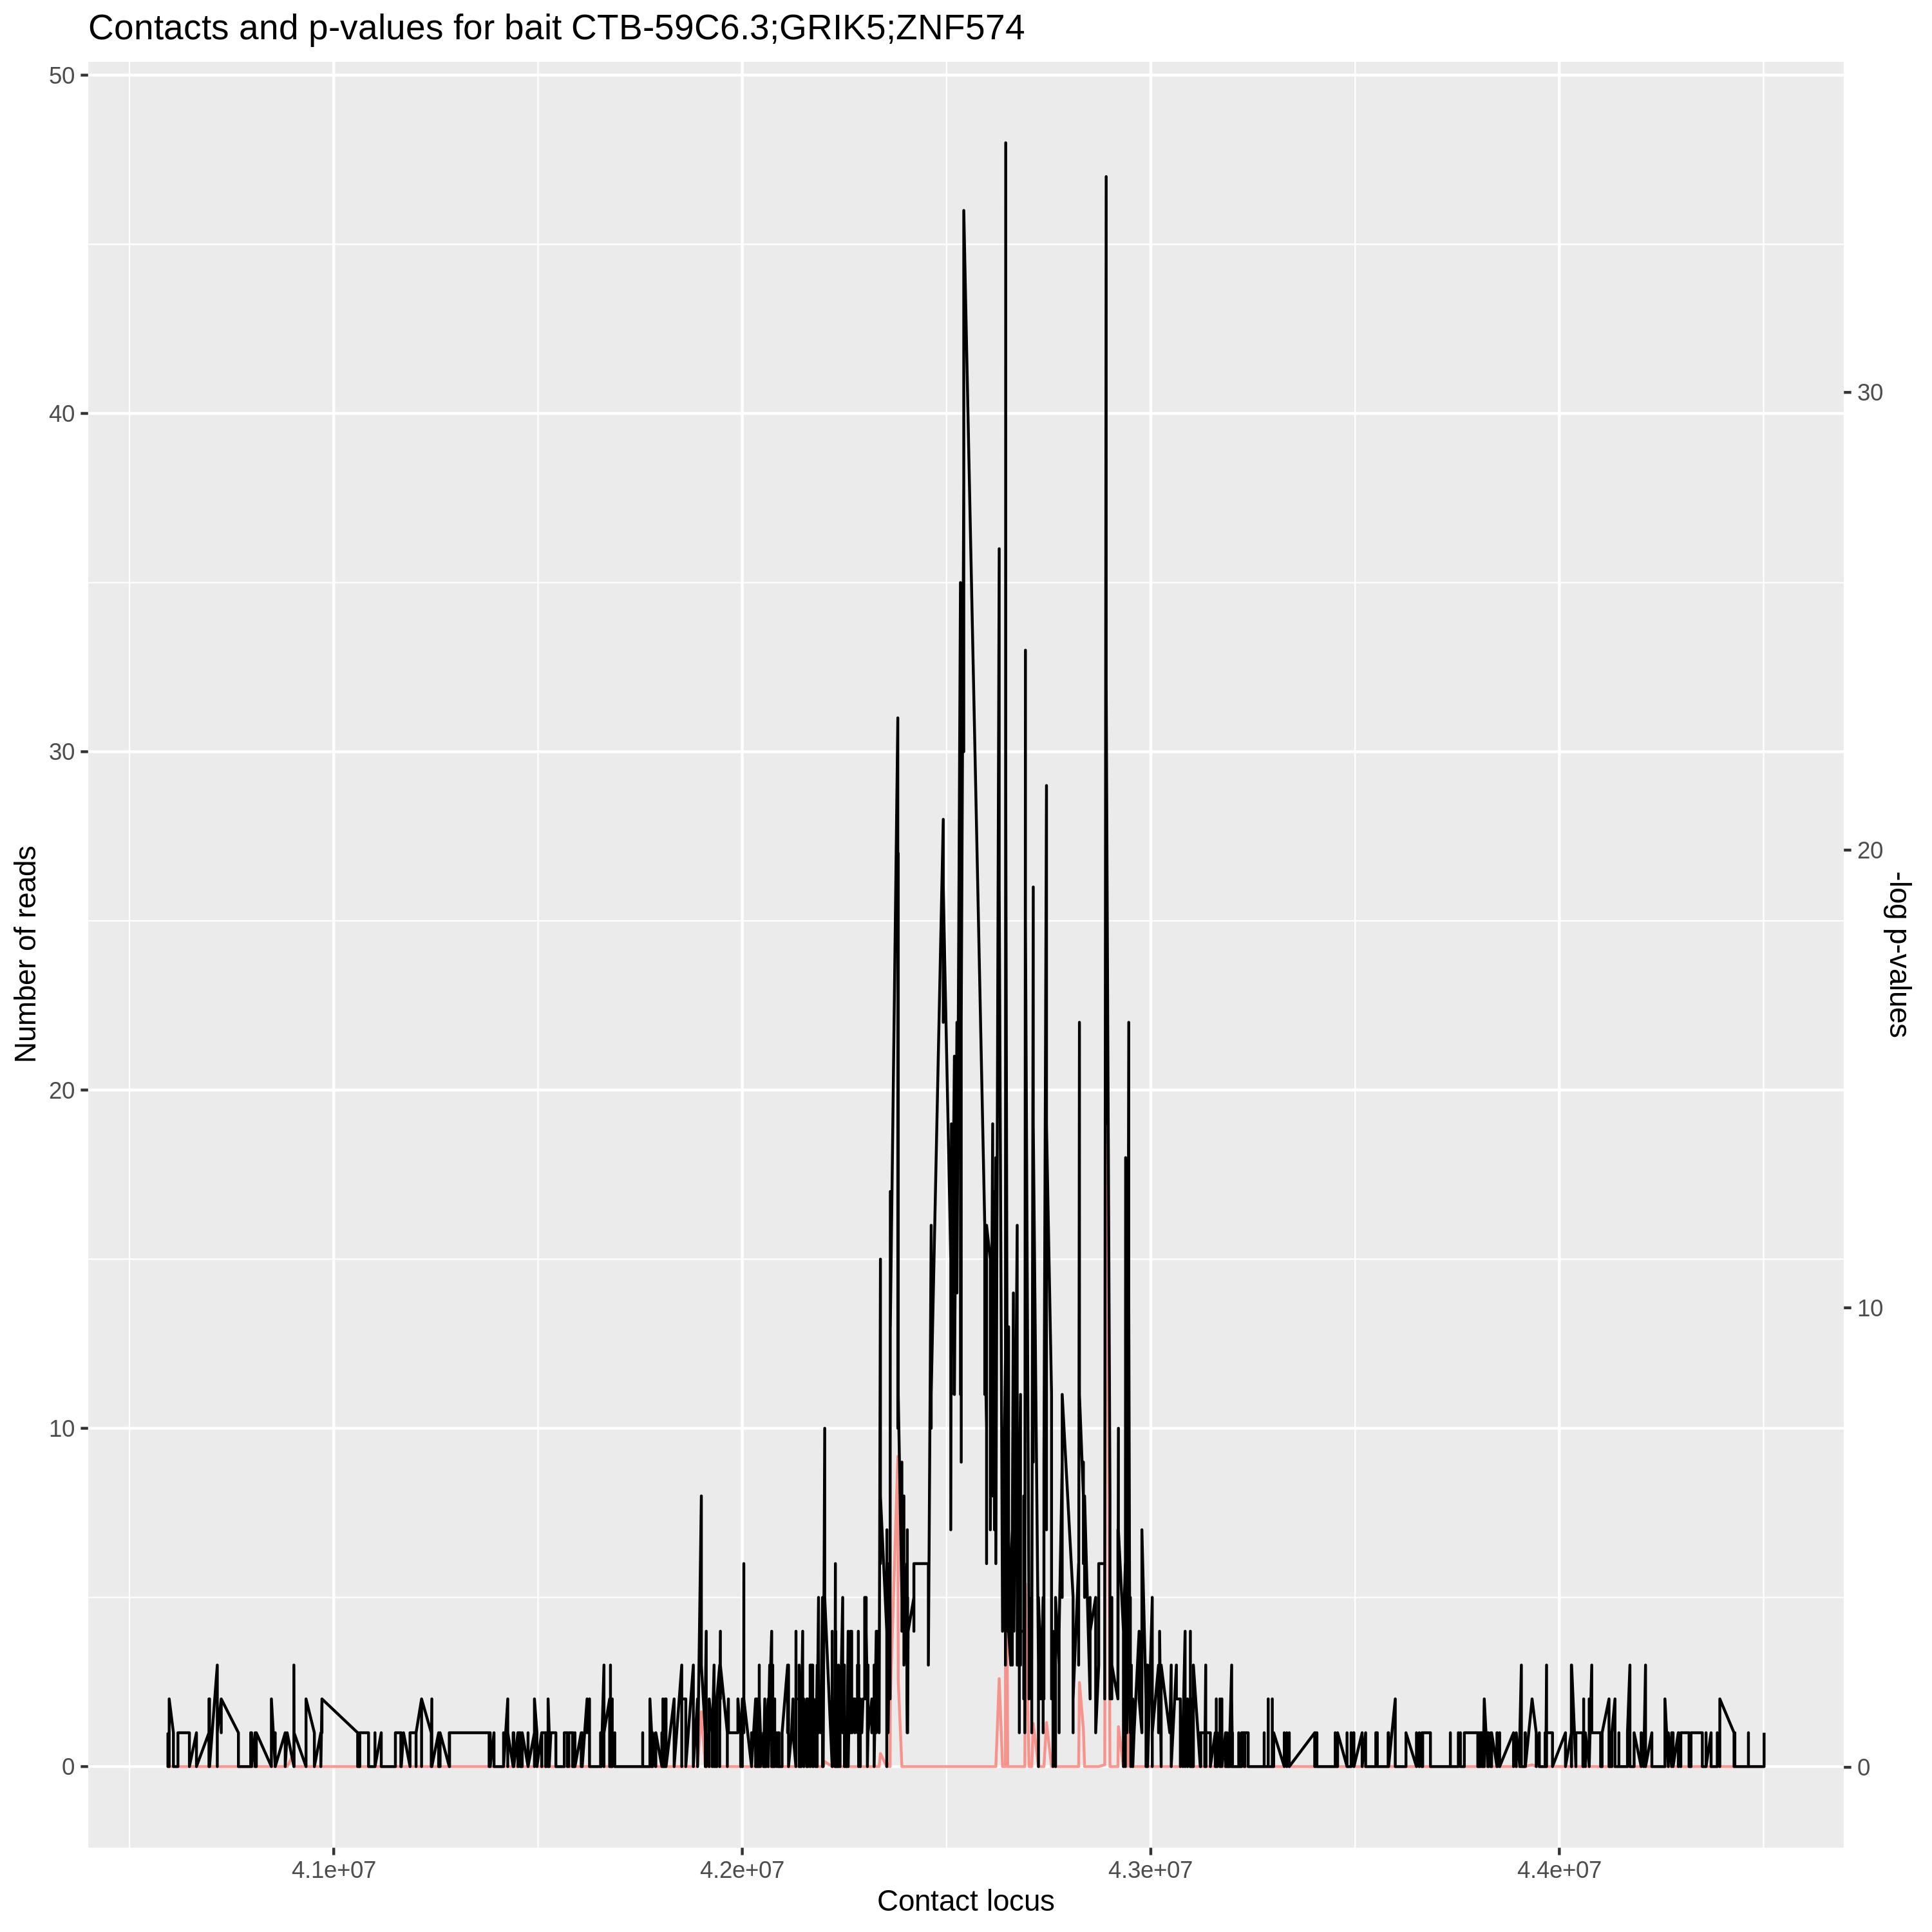 Contacts and p-values for bait CTB-59C6.3;GRIK5;ZNF574
50
40
30
20
10
0
Number of reads
30
20
10
0
-log p-values
4.1e+07 4.2e+07 4.3e+07 4.4e+07
Contact locus